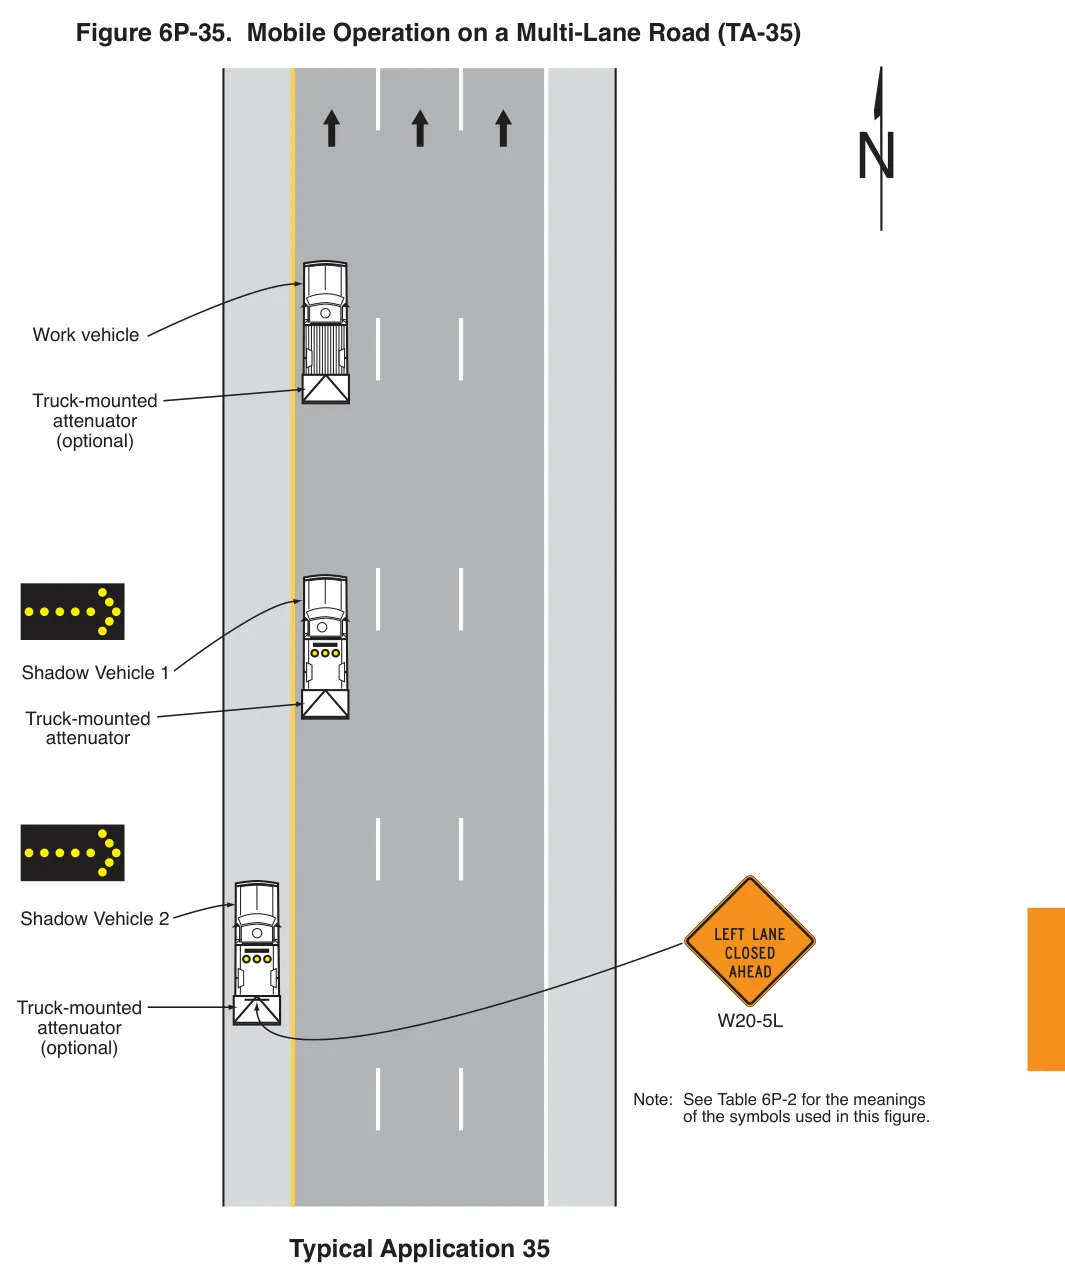 Figure 6P-35.  Mobile Operation on a Multi-Lane Road (TA-35)
N
Work vehicle
Truck-mounted
attenuator
(optional)
Shadow Vehicle 1
Truck-mounted
attenuator
Shadow Vehicle 2
LEFT LANE
CLOSED
AHEAD
W20-5L
Truck-mounted
attenuator
(optional)
Note:  See Table 6P-2 for the meanings
of the symbols used in this figure.
Typical Application 35